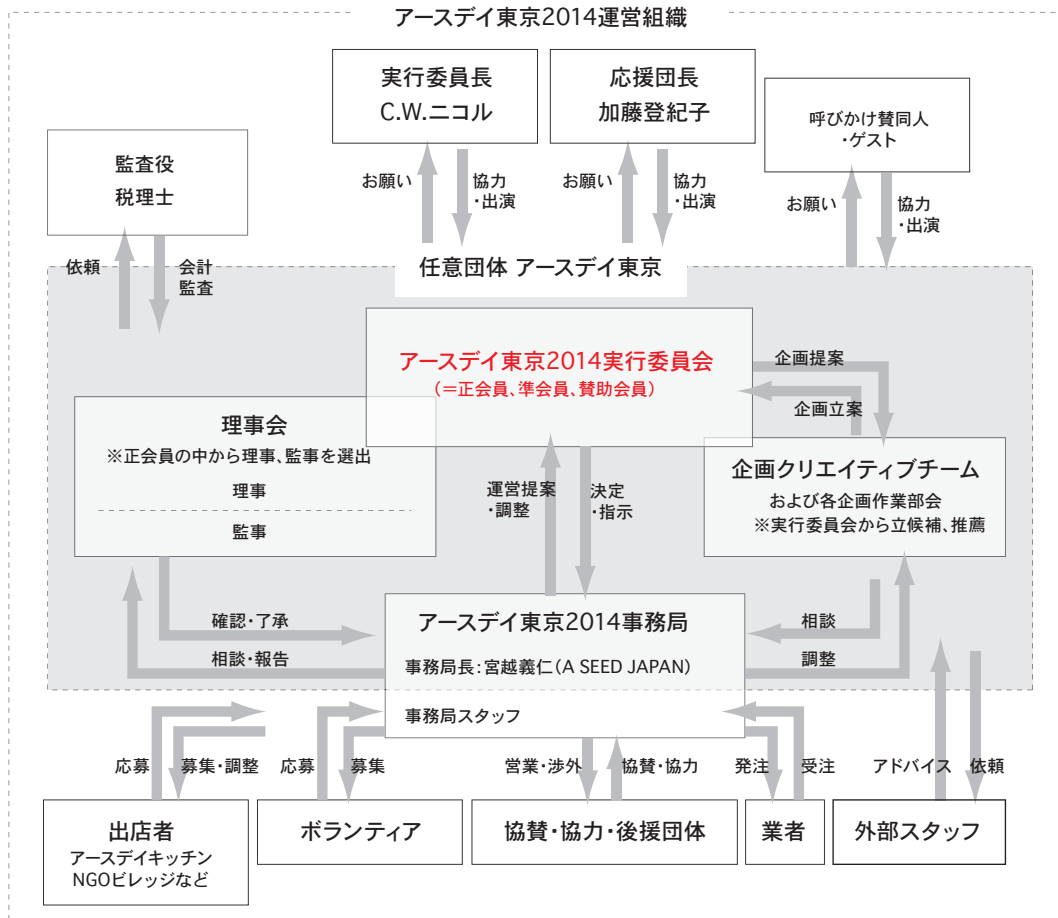 アースデイ東京2014運営組織
実行委員長
C.W.ニコル
応援団長
加藤登紀子
呼びかけ賛同人
・ゲスト
監査役
税理士
お願い
協力
・出演
お願い
協力
・出演
お願い
協力
・出演
依頼
会計
監査
任意団体 アースデイ東京
アースデイ東京2014実行委員会
(=正会員、準会員、賛助会員)
企画提案
企画立案
理事会
※正会員の中から理事、監事を選出
理事
監事
運営提案
・調整
決定
・指示
企画クリエイティブチーム
および各企画作業部会
※実行委員会から立候補、推薦
確認・了承
相談・報告
アースデイ東京2014事務局
事務局長：宮越義仁(A SEED JAPAN)
事務局スタッフ
相談
調整
応募
募集・調整
応募
募集
営業・渉外
協賛・協力
発注
受注
アドバイス
依頼
出店者
アースデイキッチン
NGOビレッジなど
ボランティア
協賛・協力・後援団体
業者
外部スタッフ